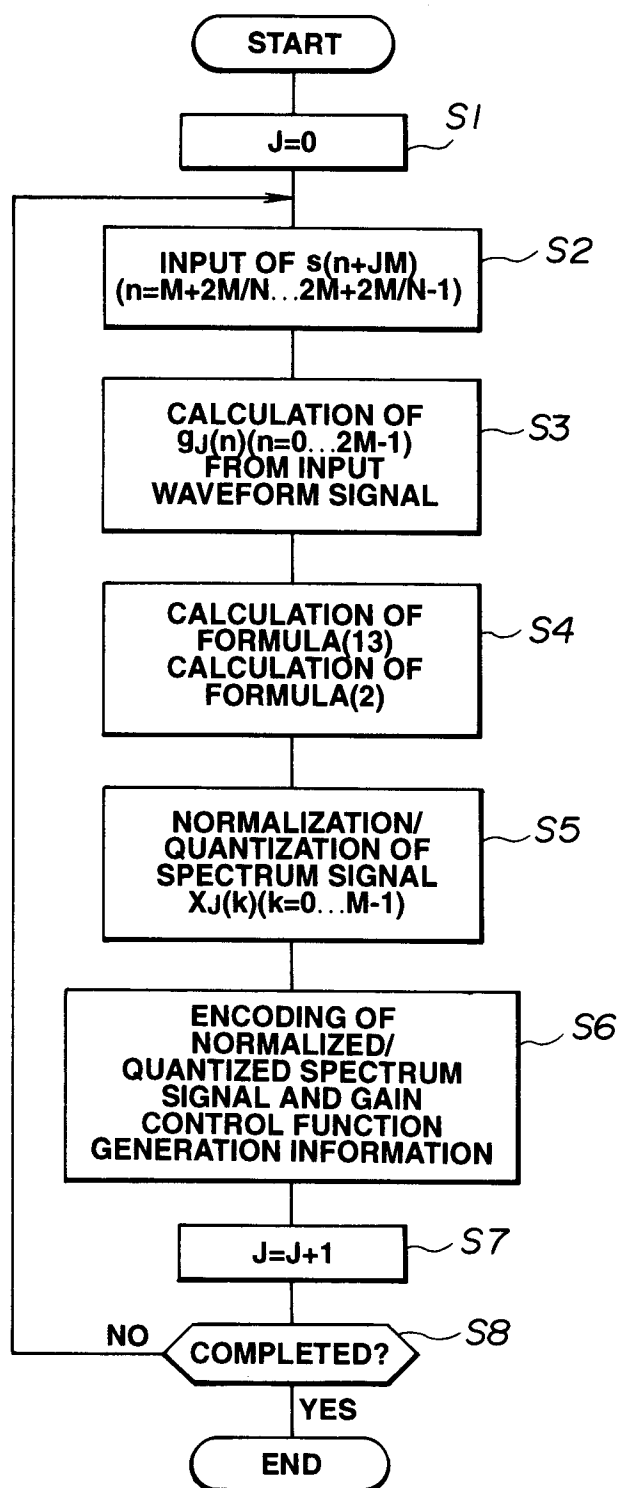 START
J=0
S1
INPUT OF s(n+JM)
(n=M+2M/N...2M+2M/N-1)
S2
CALCULATION OF
gJ(n)(n=0...2M-1)
FROM INPUT
WAVEFORM SIGNAL
S3
CALCULATION OF
FORMULA(13)
CALCULATION OF
FORMULA(2)
S4
NORMALIZATION/
QUANTIZATION OF
SPECTRUM SIGNAL
XJ(k)(k=0...M-1)
S5
ENCODING OF
NORMALIZED/
QUANTIZED SPECTRUM
SIGNAL AND GAIN
CONTROL FUNCTION
GENERATION INFORMATION
S6
J=J+1
S7
NO
COMPLETED?
S8
YES
END